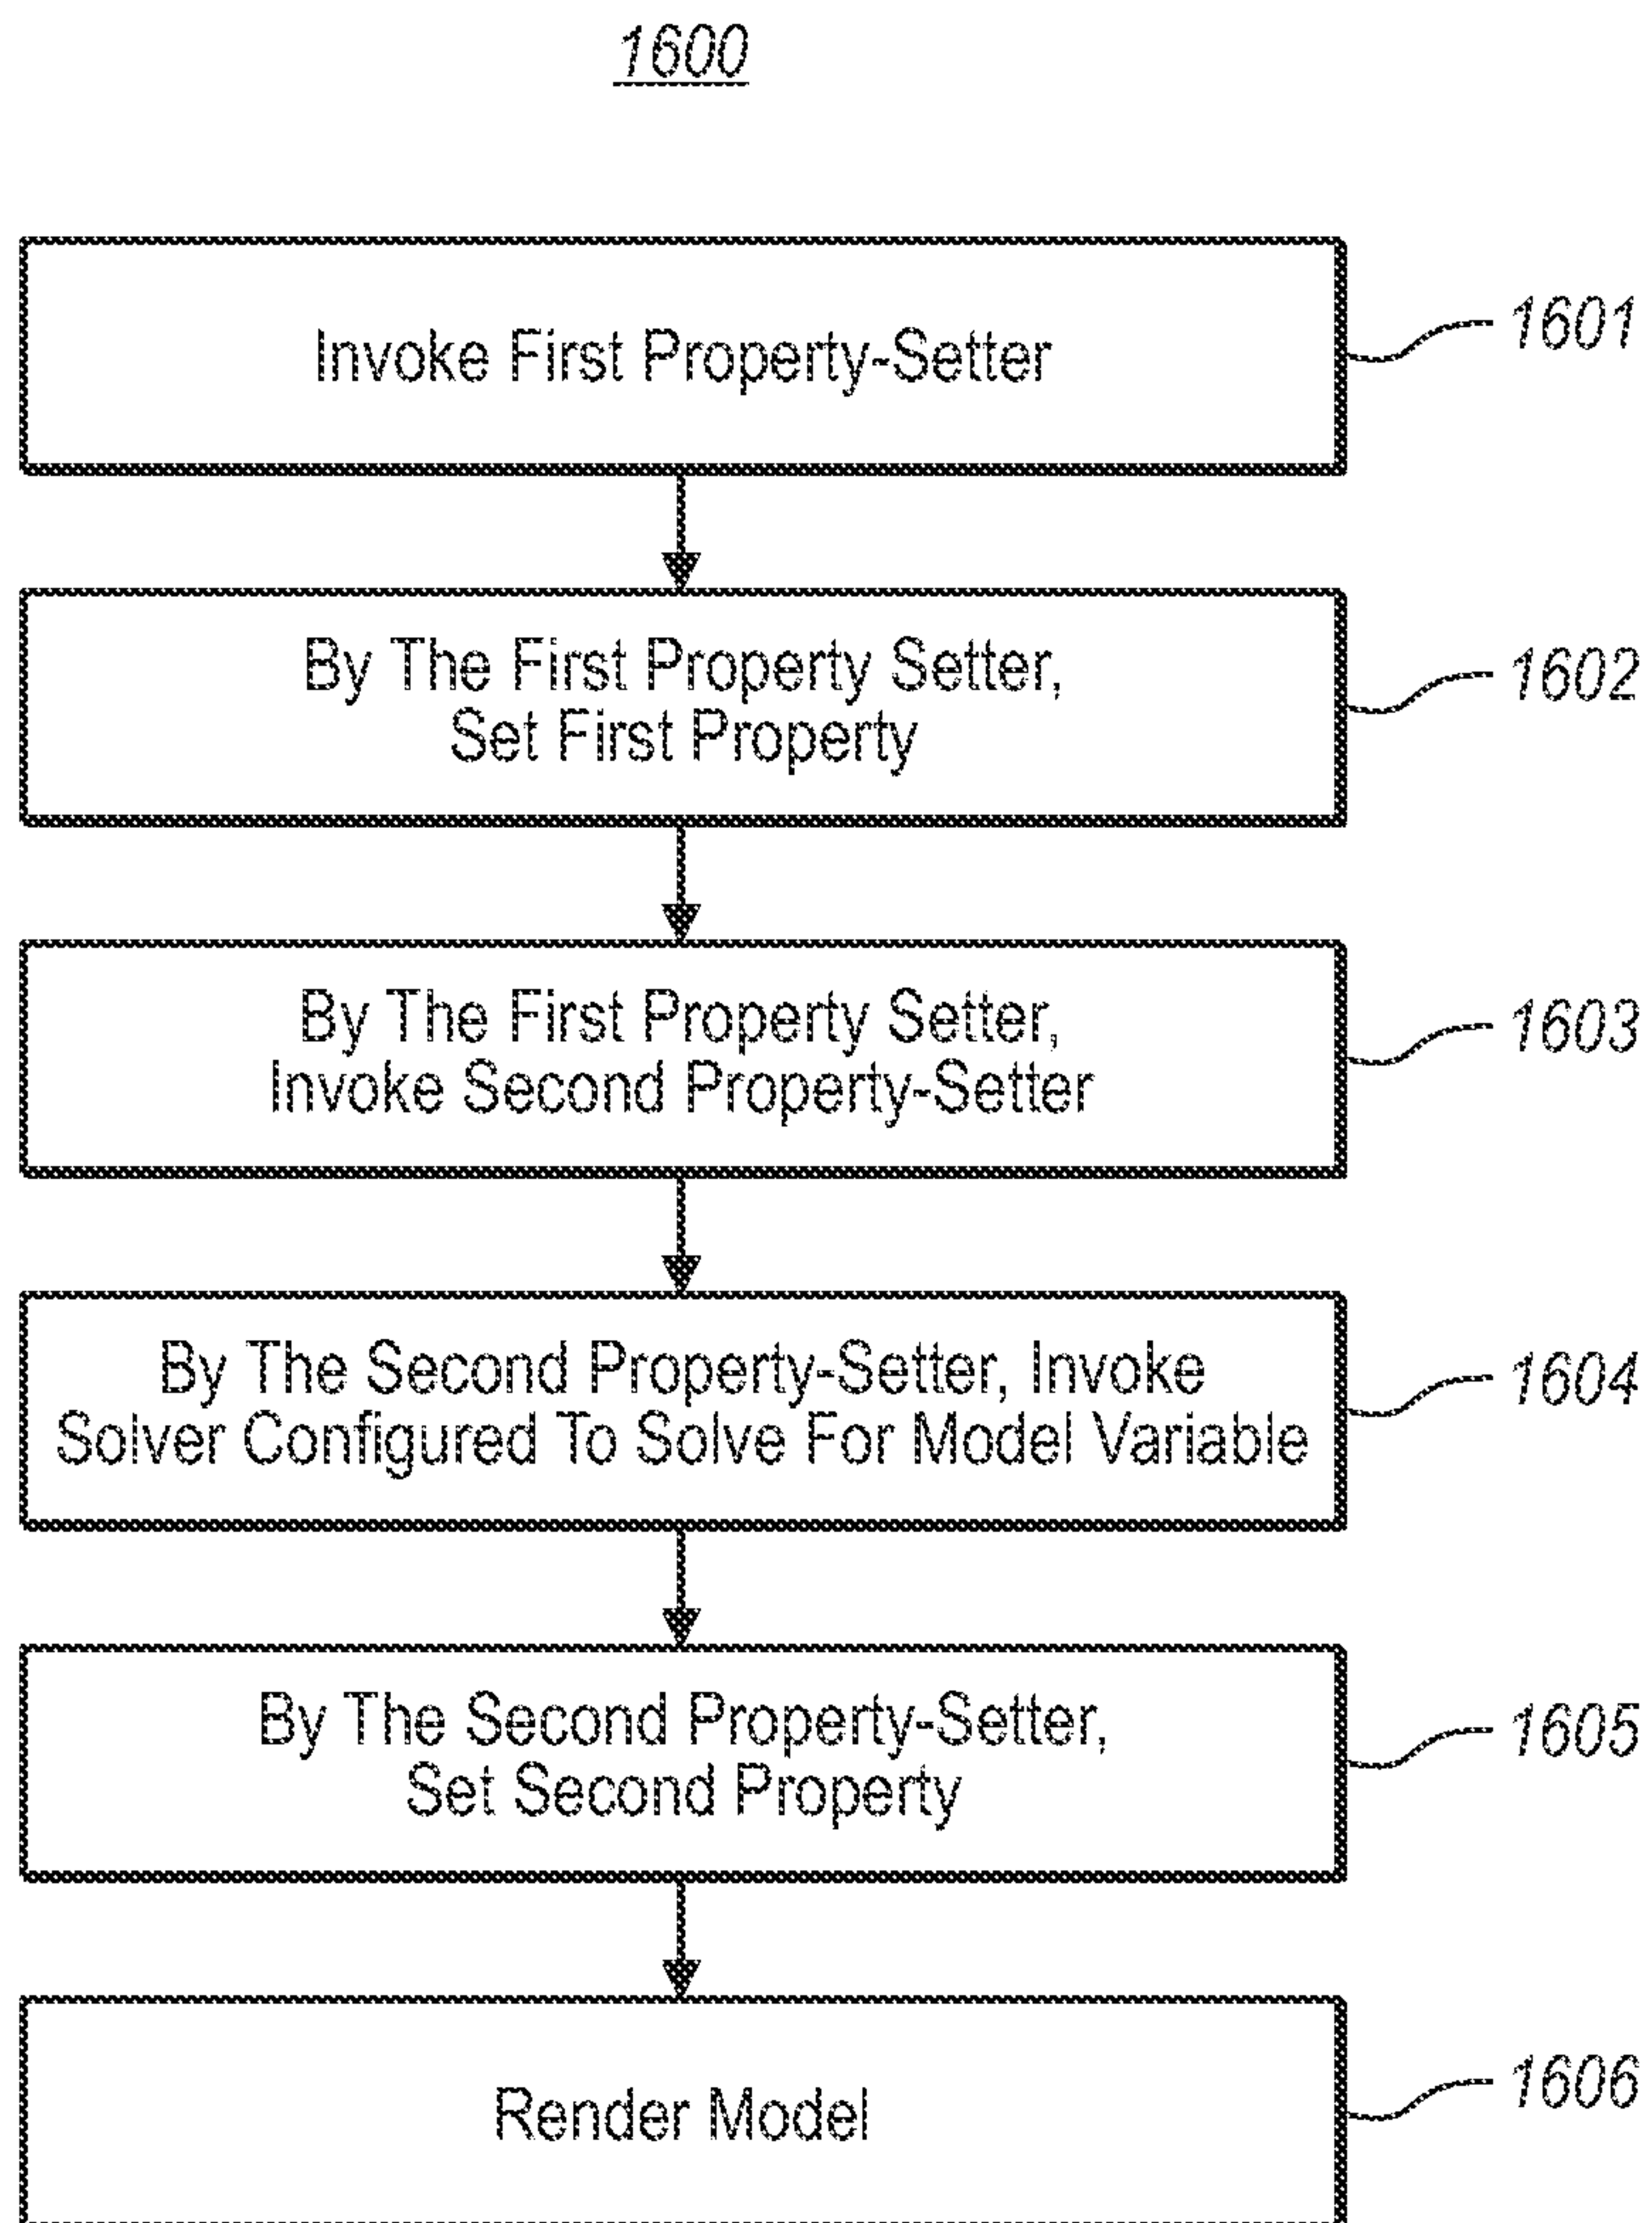 1600
Invoke First Property-Setter
1601
By The First Property Setter,
Set First Property
1602
By The First Property Setter,
Invoke Second Property-Setter
1603
By The Second Property-Setter, Invoke
Solver Configured To Solve For Model Variable
1604
By The Second Property-Setter,
Set Second Property
1605
Render Model
1606